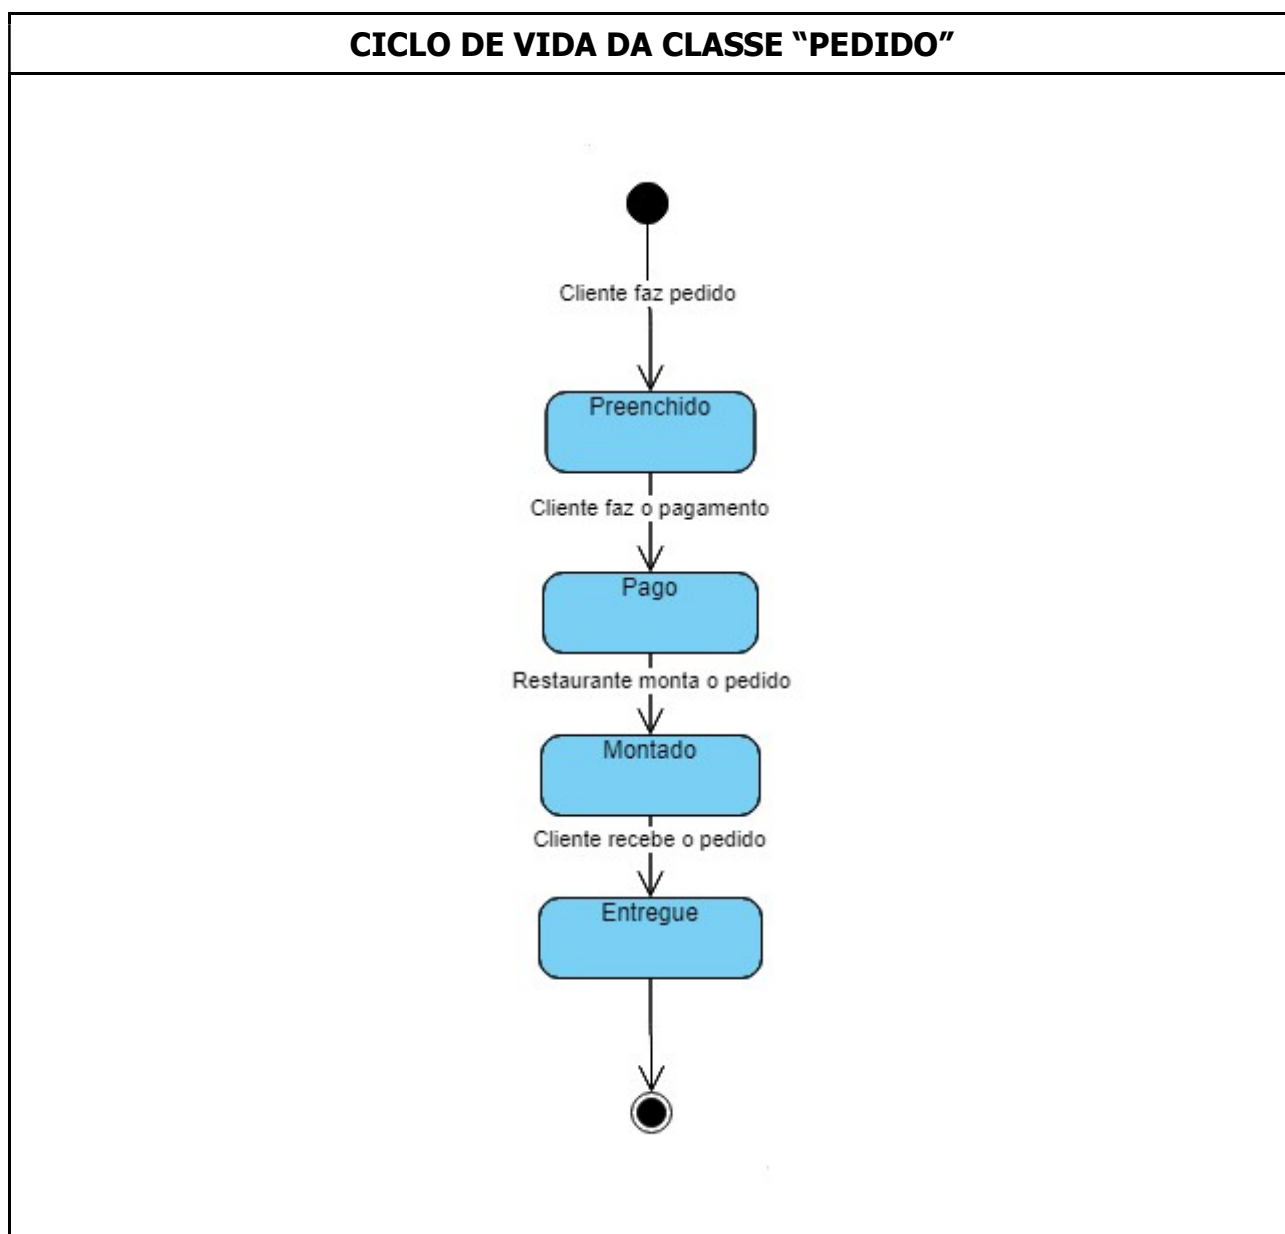 CICLO DE VIDA DA CLASSE “PEDIDO”
Cliente faz pedido
Preenchido
Cliente faz o pagamento
Pago
Restaurante monta o pedido
Montado
Cliente recebe o pedido
Entregue